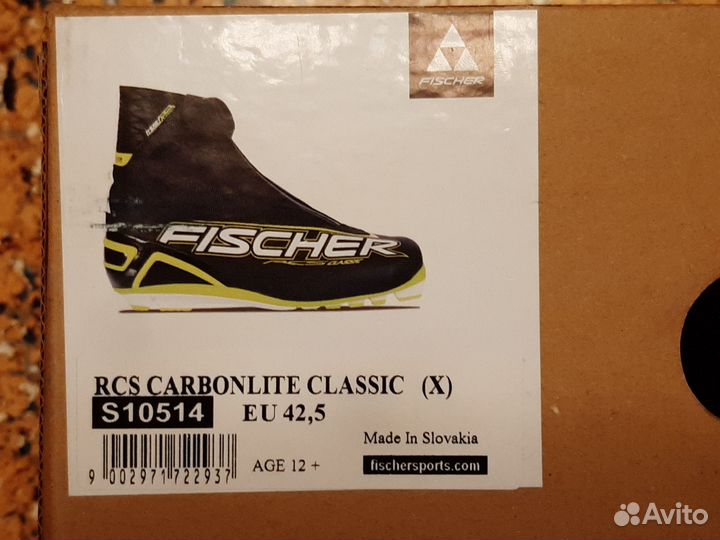 FISCHER
FISCHER
RCS CLASSIC
RCS CARBONLITE CLASSIC (X)
S10514 EU 42,5
Made In Slovakia
AGE 12 +
fischersports.com
9 002971 722937
Avito